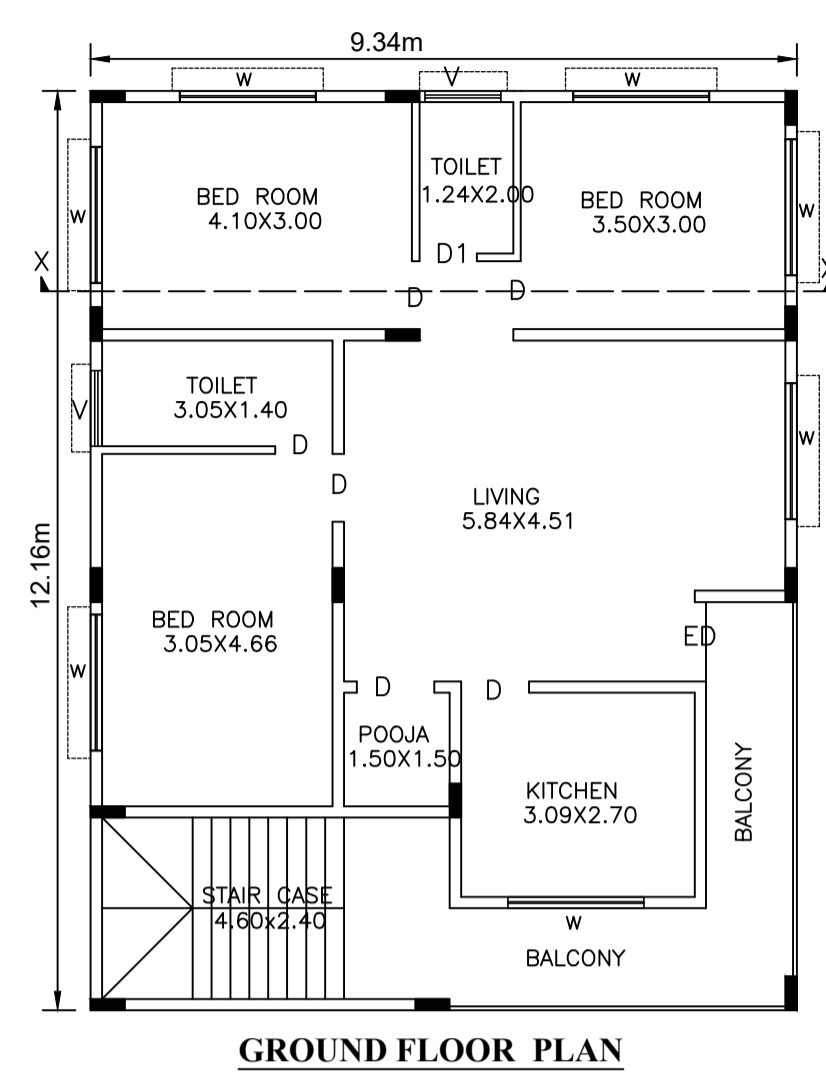 9.34m
W
V
W
TOILET
1.24X2.00
BED ROOM
4.10X3.00
BED ROOM
3.50X3.00
W
W
D1
X
D
D
TOILET
3.05X1.40
V
D
W
D
LIVING
5.84X4.51
12.16m
BED ROOM
3.05X4.66
ED
W
D
D
POOJA
1.50X1.50
KITCHEN
3.09X2.70
BALCONY
STAIR CASE
4.60x2.40
W
BALCONY
GROUND FLOOR PLAN